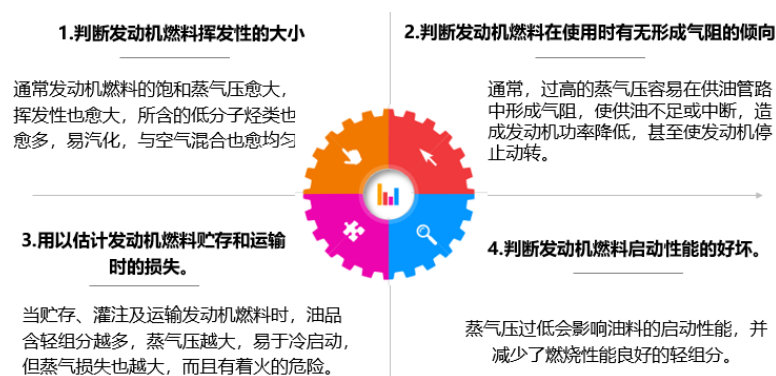 1.判断发动机燃料挥发性的大小
通常发动机燃料的饱和蒸气压愈大，
挥发性也愈大，所含的低分子烃类也
愈多，易汽化，与空气混合也愈均匀
2.判断发动机燃料在使用时有无形成气阻的倾向
通常，过高的蒸气压容易在供油管路
中形成气阻，使供油不足或中断，造
成发动机功率降低，甚至使发动机停
止动转。
3.用以估计发动机燃料贮存和运输
时的损失。
当贮存、灌注及运输发动机燃料时，油品
含轻组分越多，蒸气压越大，易于冷启动，
但蒸气损失也越大，而且有着火的危险。
4.判断发动机燃料启动性能的好坏。
蒸气压过低会影响油料的启动性能，并
减少了燃烧性能良好的轻组分。